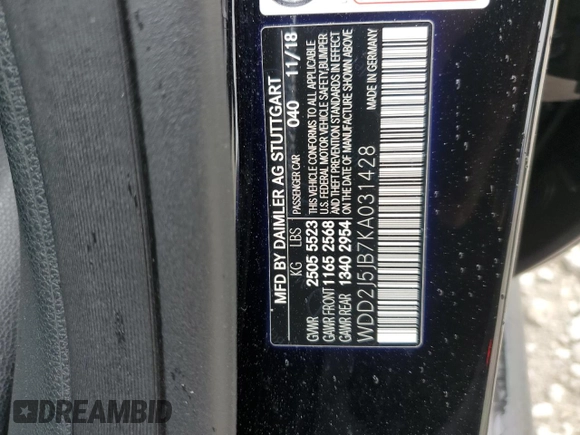 MFD BY DAIMLER AG STUTTGART
PASSENGER CAR 040 11/18
KG LBS
GVWR 2505 5523
GAWR FRONT 1165 2568
GAWR REAR 1340 2954
THIS VEHICLE CONFORMS TO ALL APPLICABLE
U.S. FEDERAL MOTOR VEHICLE SAFETY, BUMPER
AND THEFT PREVENTION STANDARDS IN EFFECT
ON THE DATE OF MANUFACTURE SHOWN ABOVE
MADE IN GERMANY
WDD2J5JB7KA031428
DREAMBID